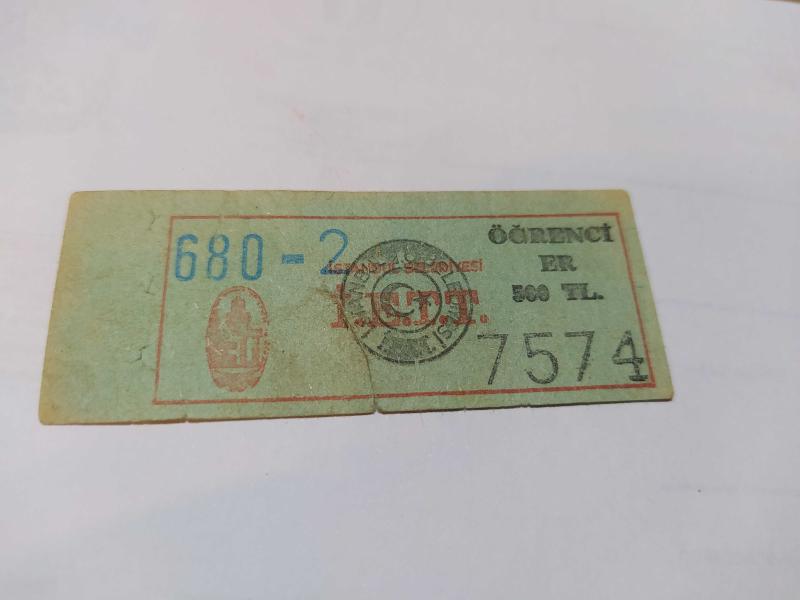 680-2
İSTANBUL BELEDİYESİ
İ.E.T.T.
ÖĞRENCİ
ER
500 TL.
7574